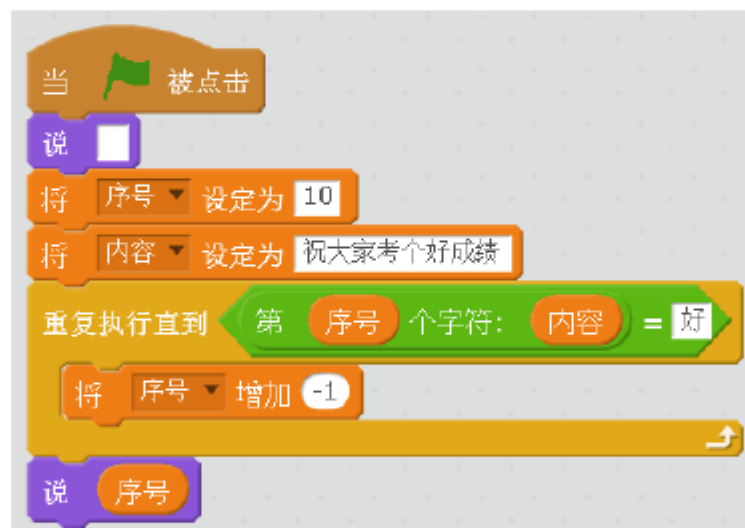 当 被点击
说
将 序号 设定为 10
将 内容 设定为 祝大家考个好成绩
重复执行直到 第 序号 个字符: 内容 = 好
将 序号 增加 -1
说 序号